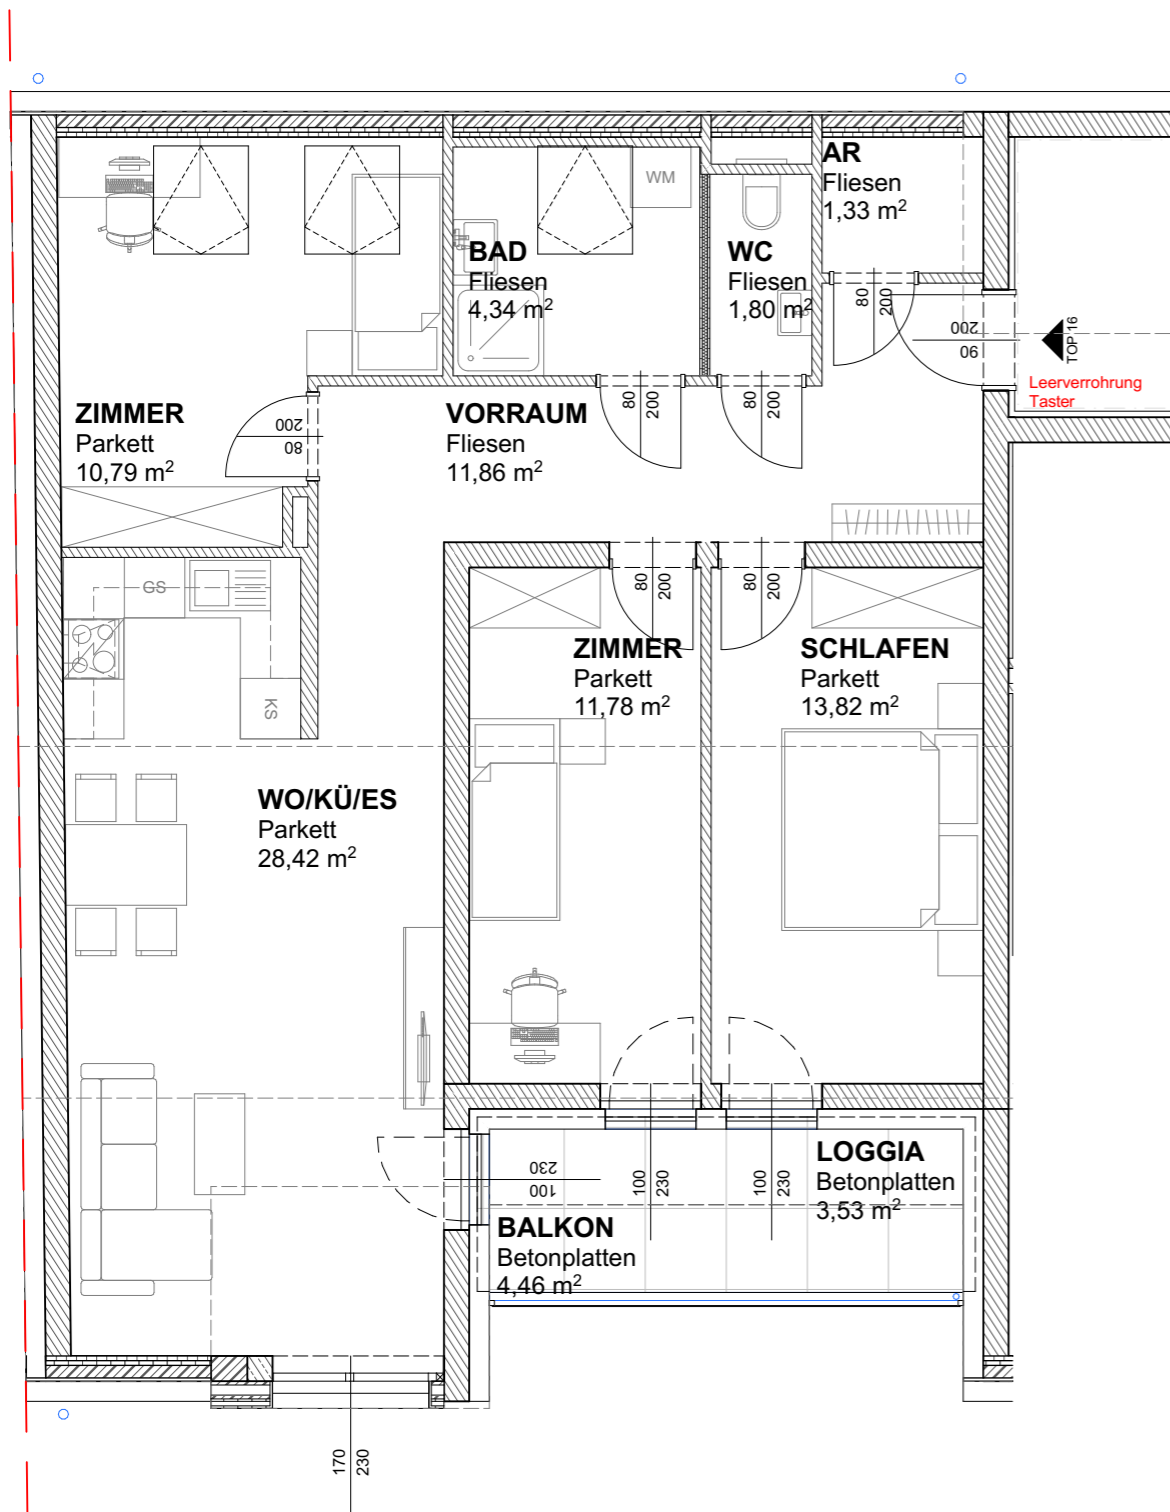 AR
Fliesen
1,33 m²
WM
BAD
Fliesen
4,34 m²
WC
Fliesen
1,80 m²
80
200
200
90
TOP 16
Leerverrohrung
Taster
ZIMMER
Parkett
10,79 m²
200
80
VORRAUM
Fliesen
11,86 m²
80
200
80
200
GS
KS
80
200
80
200
ZIMMER
Parkett
11,78 m²
SCHLAFEN
Parkett
13,82 m²
WO/KÜ/ES
Parkett
28,42 m²
230
100
100
230
100
230
LOGGIA
Betonplatten
3,53 m²
BALKON
Betonplatten
4,46 m²
170
230